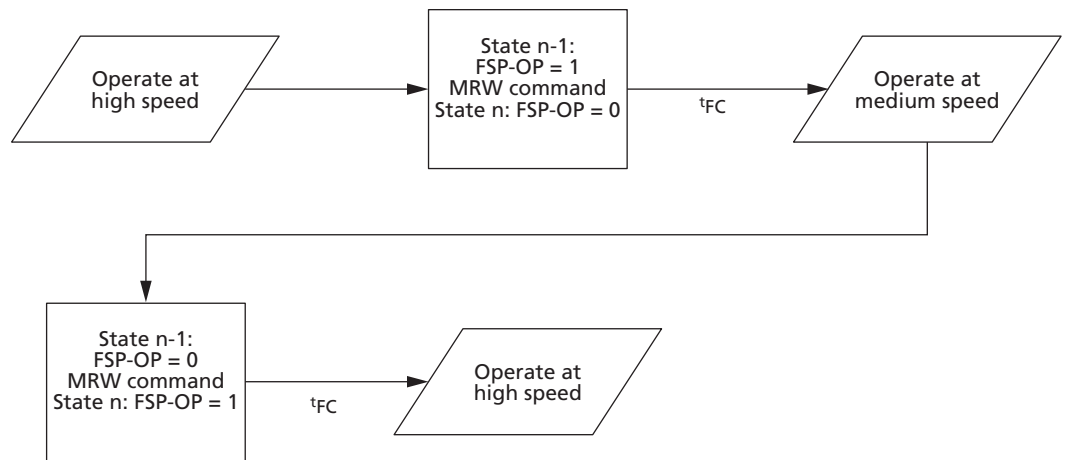 Operate at
high speed
State n-1:
FSP-OP = 1
MRW command
State n: FSP-OP = 0
tFC
Operate at
medium speed
State n-1:
FSP-OP = 0
MRW command
State n: FSP-OP = 1
tFC
Operate at
high speed